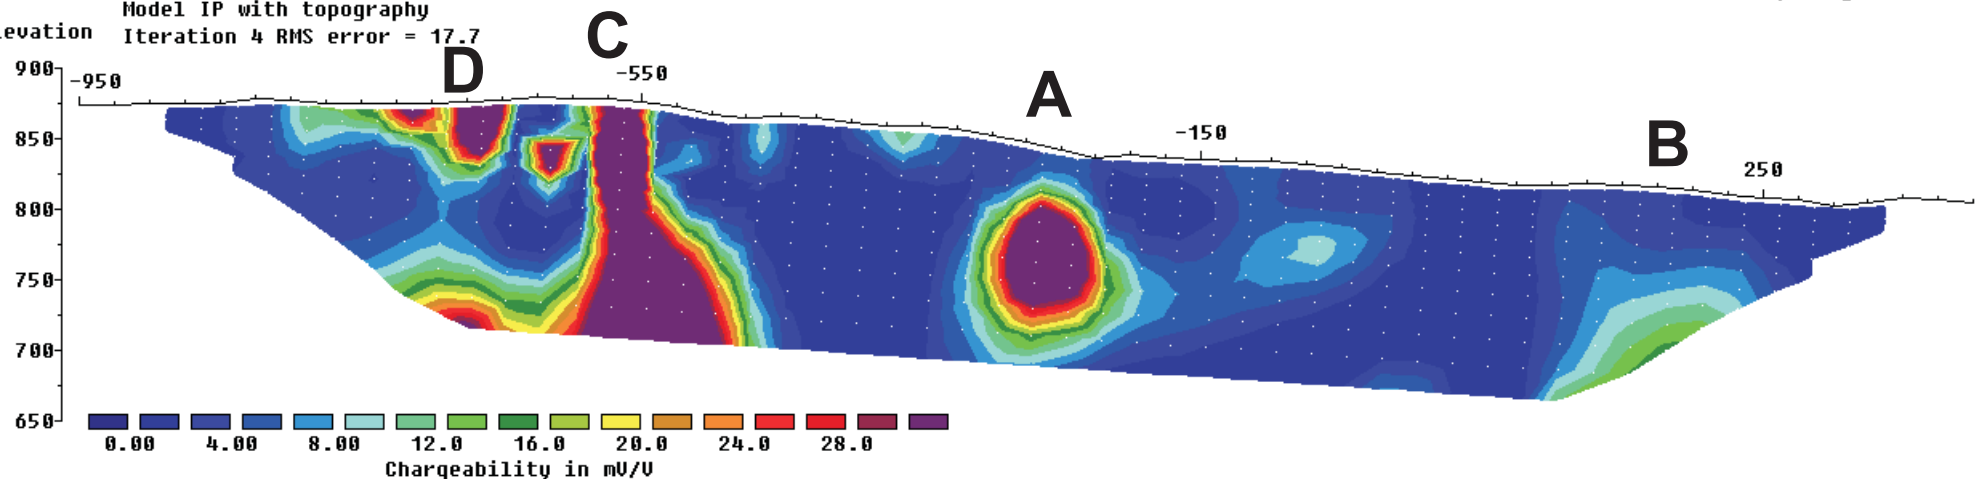 Model IP with topography
levation
Iteration 4 RMS error = 17.7
C
D
A
B
900
-950
-550
850
-150
250
800
750
700
650
0.00 4.00 8.00 12.0 16.0 20.0 24.0 28.0
Chargeability in mV/V